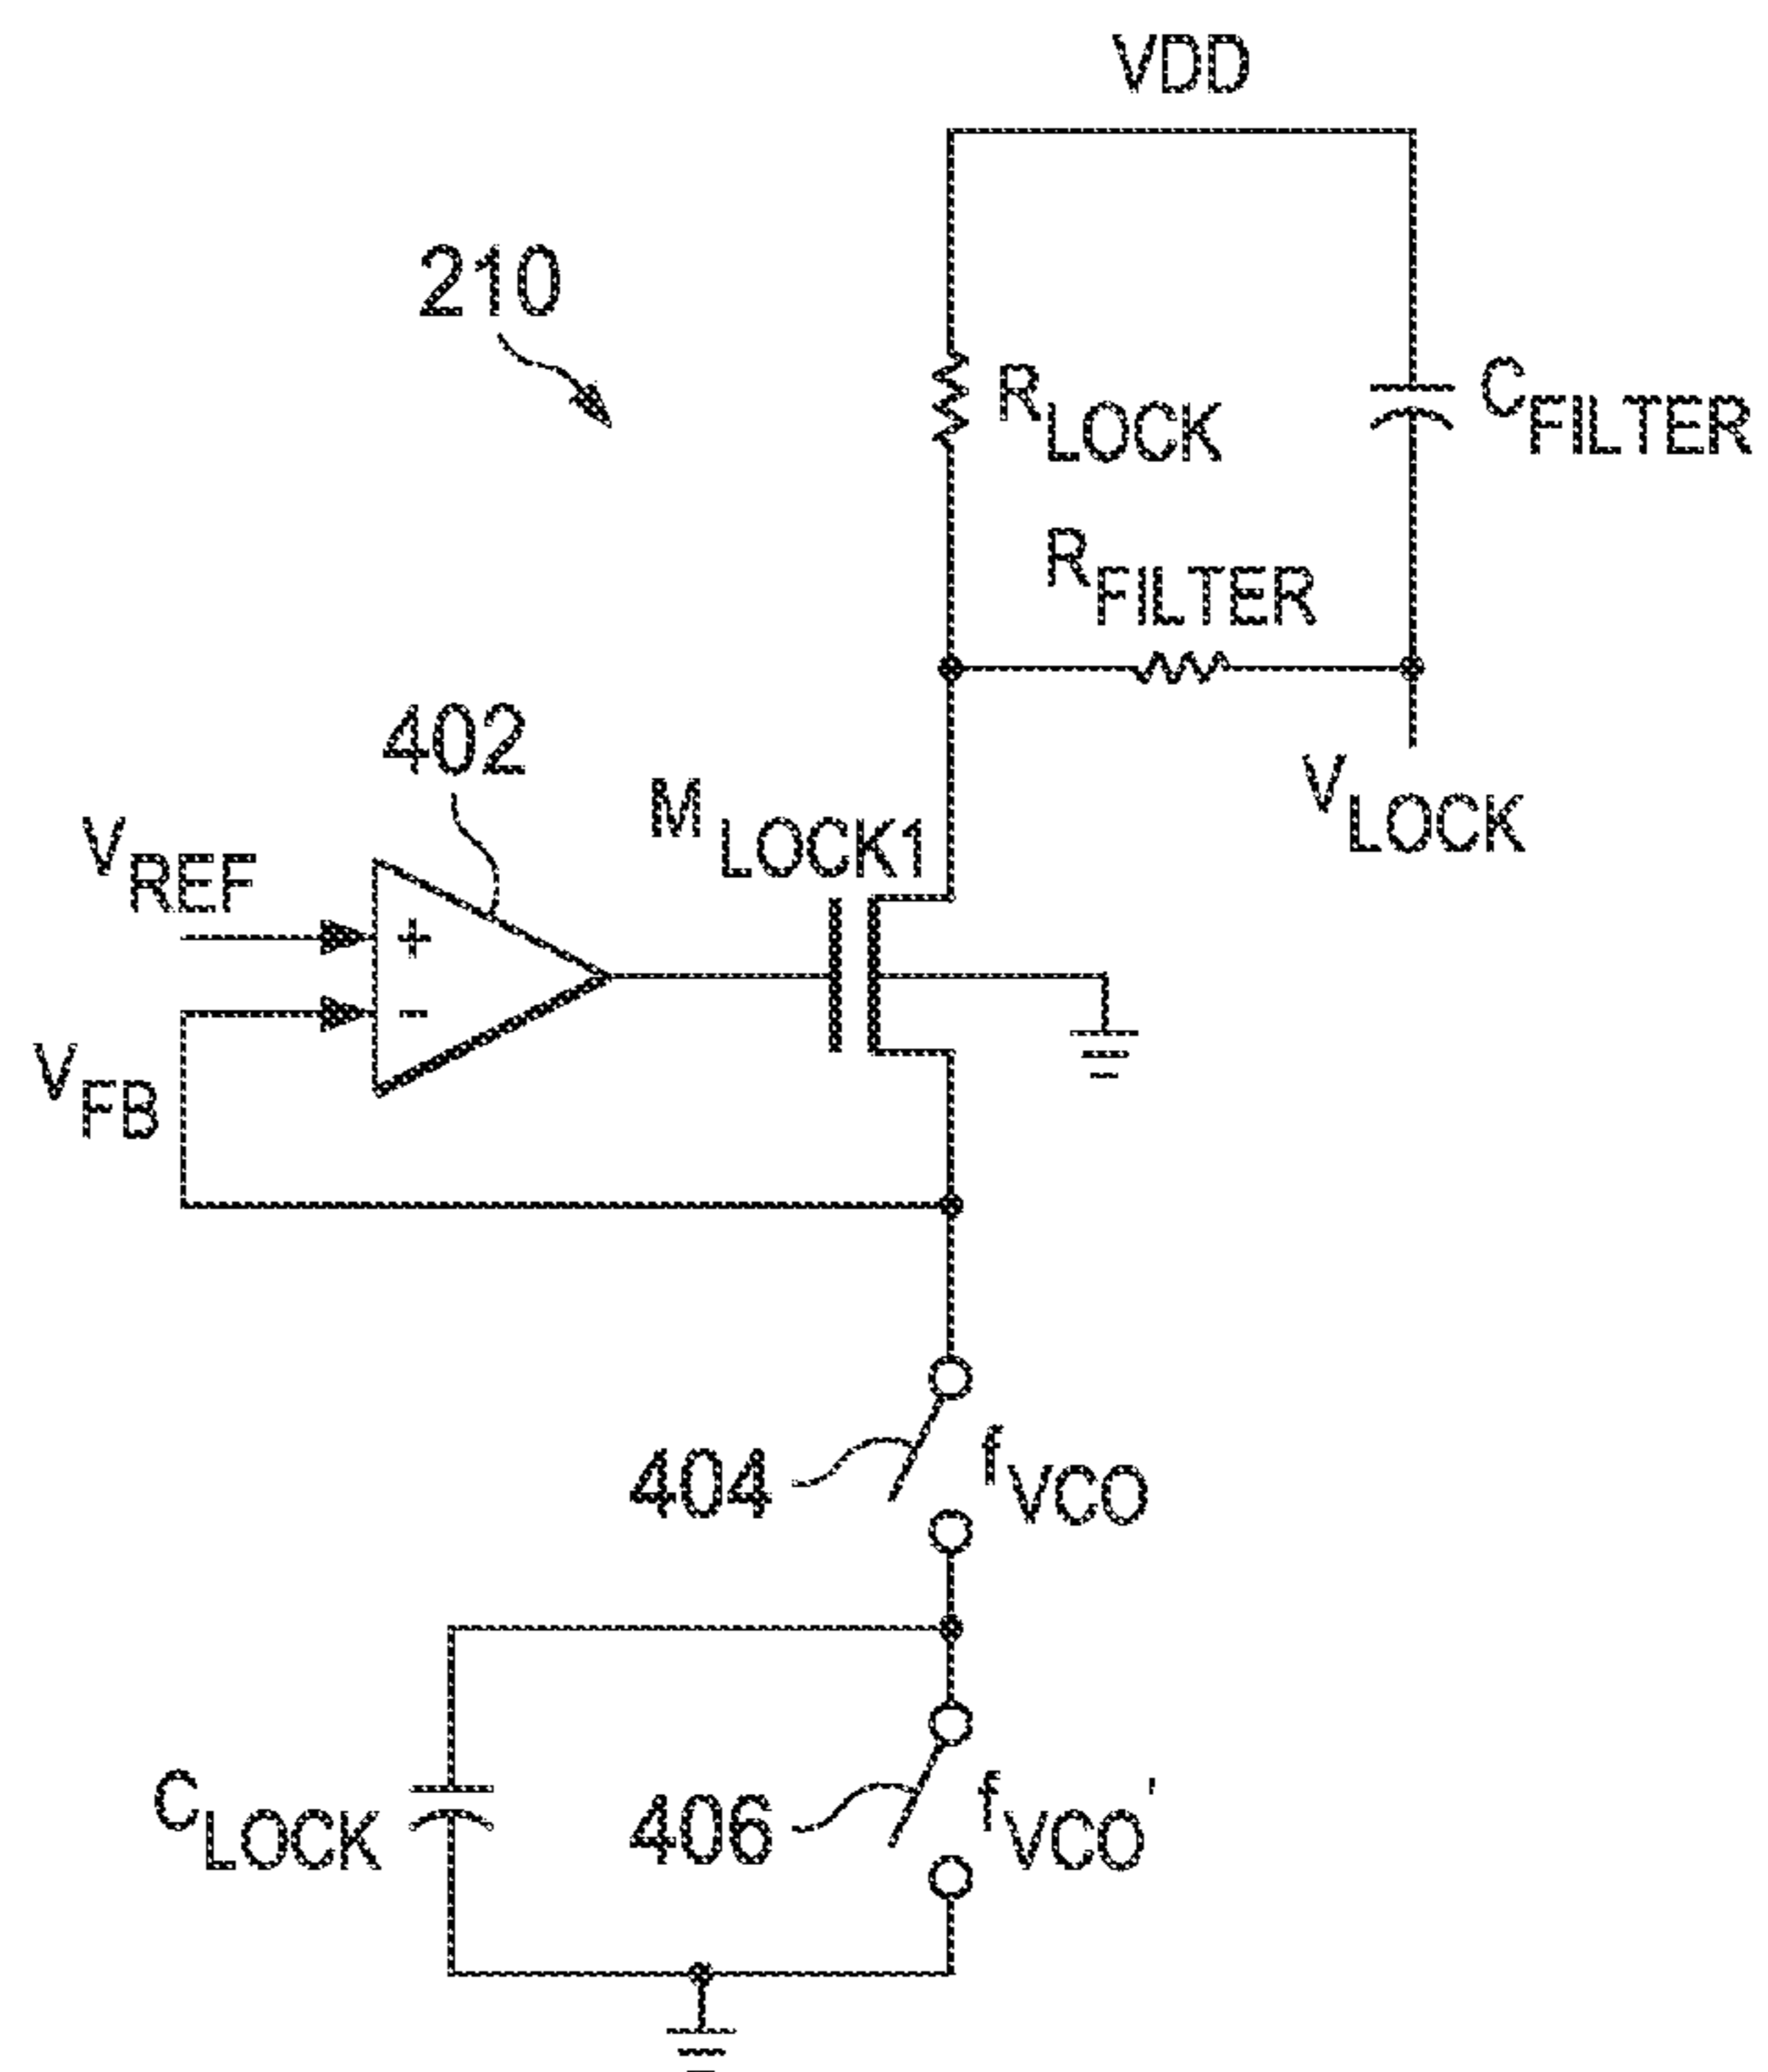 VDD
210
RLOCK
CFILTER
RFILTER
402
MLOCK1
VLOCK
VREF
+
-
VFB
404
fVCO
CLOCK
406
fVCO'